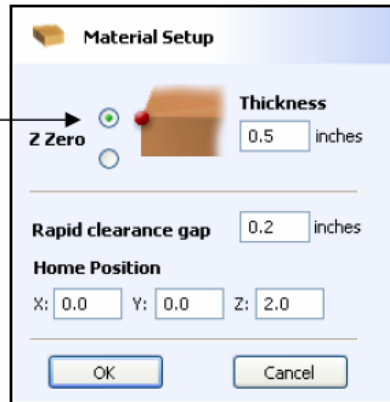 Material Setup
Thickness
Z Zero
0.5 inches
Rapid clearance gap 0.2 inches
Home Position
X: 0.0 Y: 0.0 Z: 2.0
OK Cancel